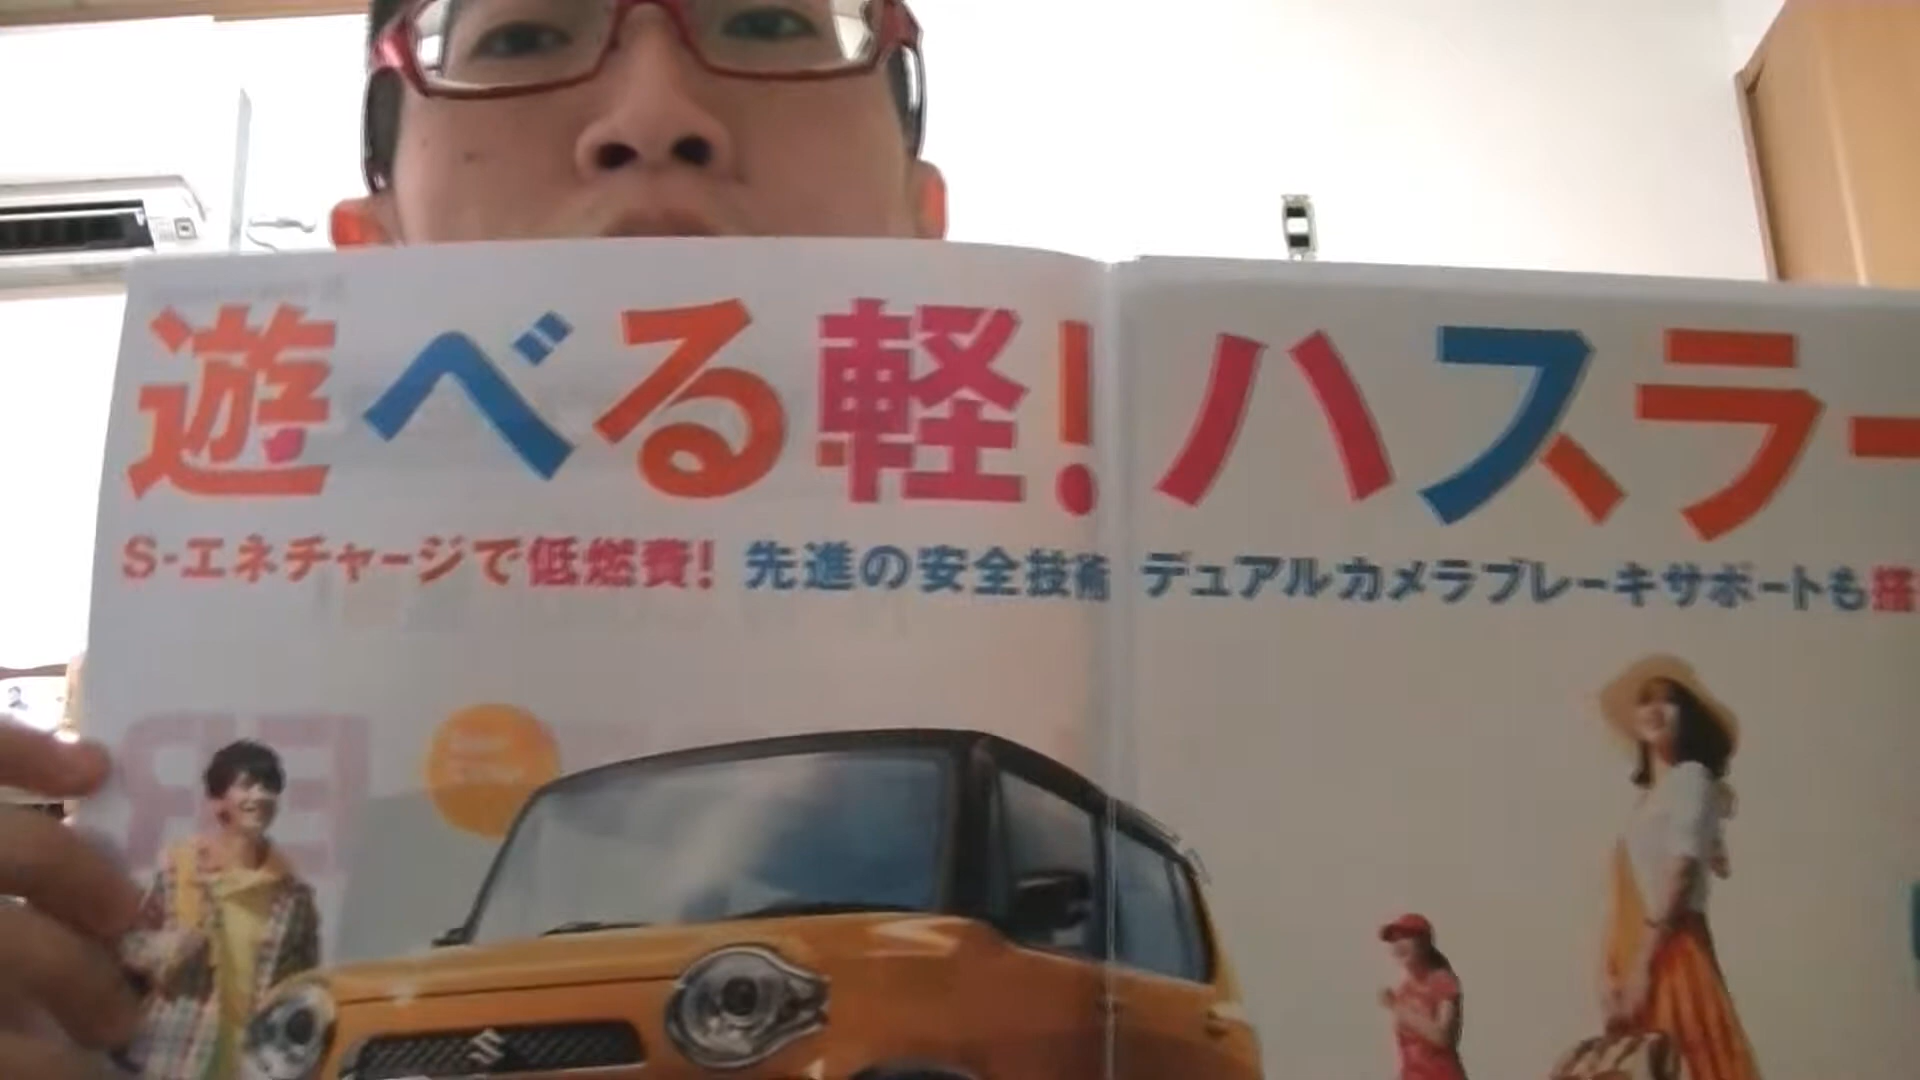 遊べる軽!ハスラー
S-エネチャージで低燃費! 先進の安全技術 デュアルカメラブレーキサポートも搭